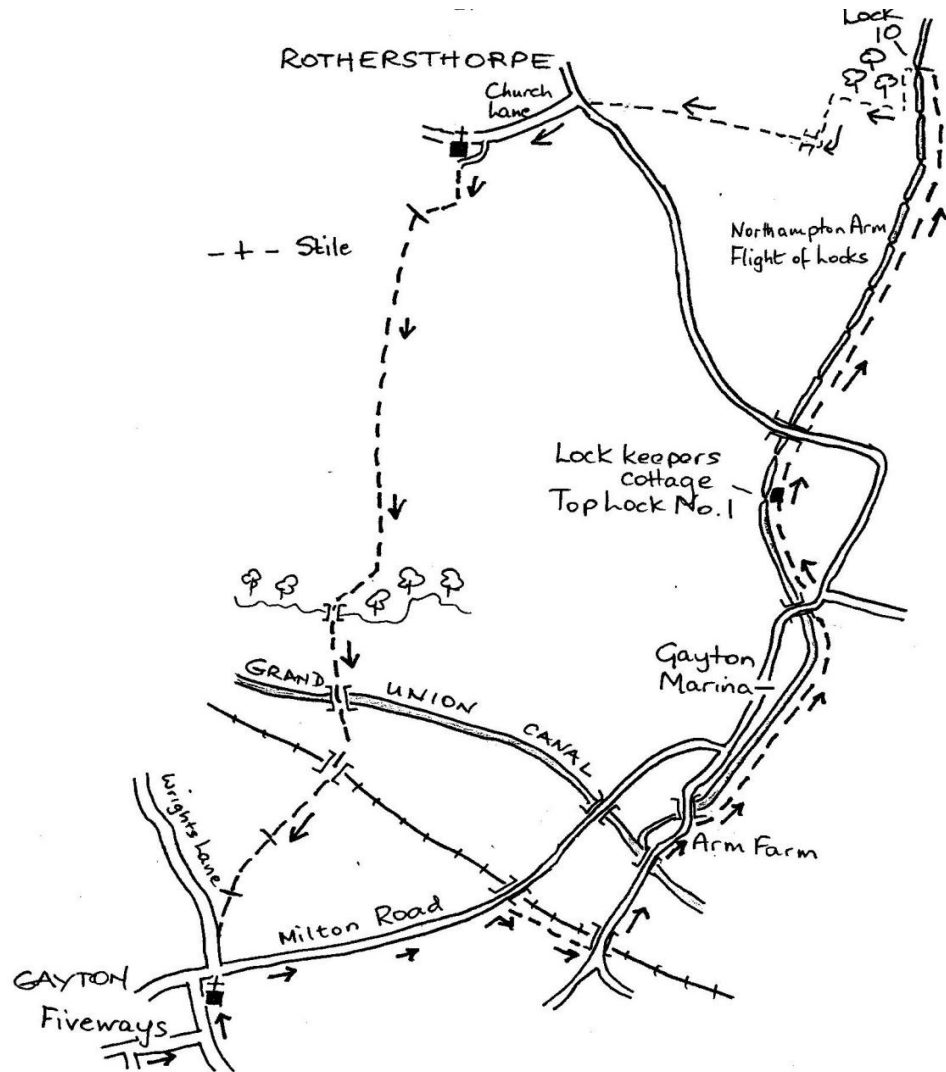 Lock
10
ROTHERSTHORPE
Church
Lane
Northampton Arm
Flight of Locks
- + - Stile
Lock keepers
cottage
Top Lock No.1
Gayton
Marina
GRAND UNION CANAL
Wrights Lane
Arm Farm
Milton Road
GAYTON
Fiveways